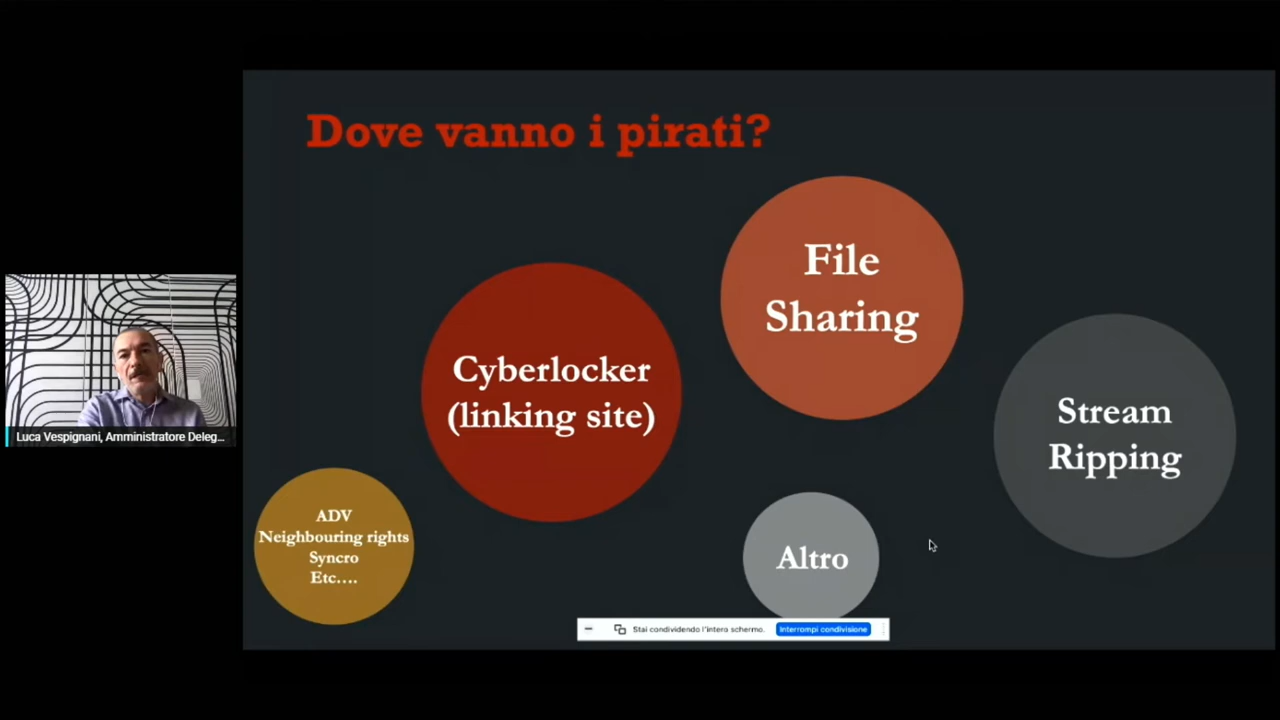 Dove vanno i pirati?
File
Sharing
Cyberlocker
(linking site)
Stream
Ripping
Luca Vespignani, Amministratore Deleg...
ADV
Neighbouring rights
Syncro
Etc....
Altro
Stai condividendo l'intero schermo.
Interrompi condivisione